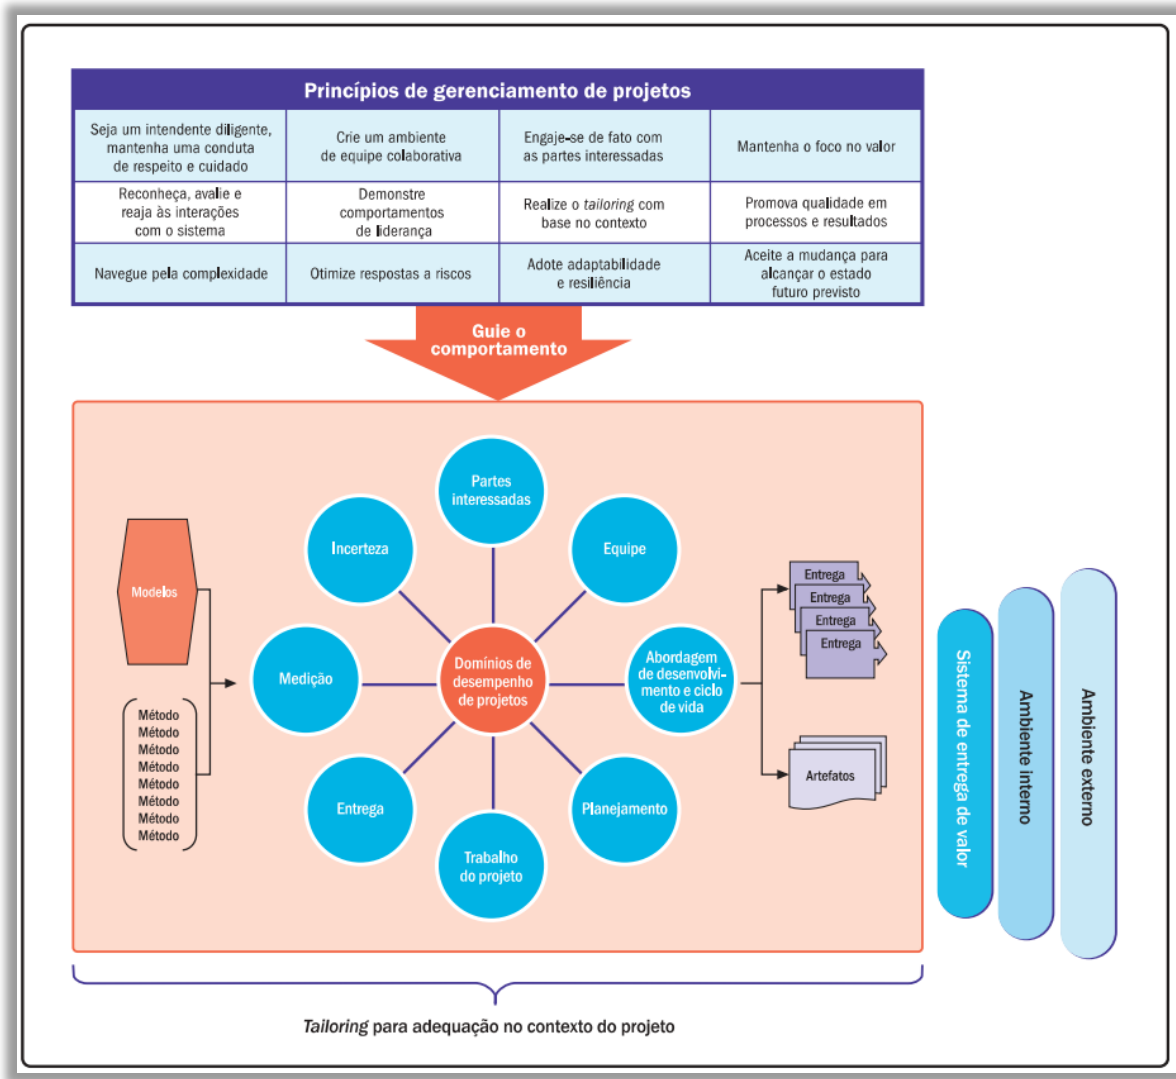 Princípios de gerenciamento de projetos
Seja um intendente diligente,
mantenha uma conduta
de respeito e cuidado
Crie um ambiente
de equipe colaborativa
Engaje-se de fato com
as partes interessadas
Mantenha o foco no valor
Reconheça, avalie e
reaja às interações
com o sistema
Demonstre
comportamentos
de liderança
Realize o tailoring com
base no contexto
Promova qualidade em
processos e resultados
Navegue pela complexidade
Otimize respostas a riscos
Adote adaptabilidade
e resiliência
Aceite a mudança para
alcançar o estado
futuro previsto
Guie o
comportamento
Partes
interessadas
Incerteza
Equipe
Modelos
Medição
Domínios de
desempenho
de projetos
Abordagem
de desenvolvi-
mento e ciclo
de vida
Entrega
Entrega
Entrega
Entrega
Método
Método
Método
Método
Método
Método
Método
Método
Entrega
Trabalho
do projeto
Planejamento
Artefatos
Sistema de entrega de valor
Ambiente interno
Ambiente externo
Tailoring para adequação no contexto do projeto